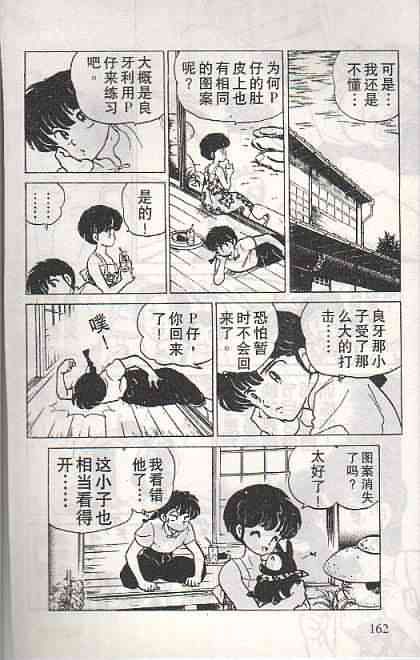 可是…
我还是
不懂…
为何P
仔的肚
皮上也
有相同
的图案
呢？
大概是良
牙利用P
仔来练习
吧。
是的！
……
……
良牙那小
子受了那
么大的打
击……
恐怕暂
时不会回
来了。
P仔，
你回来
了！
噗！
图案消失
了吗？
太好了！
我看错
他了…
这小子也
相当看得
开……
162